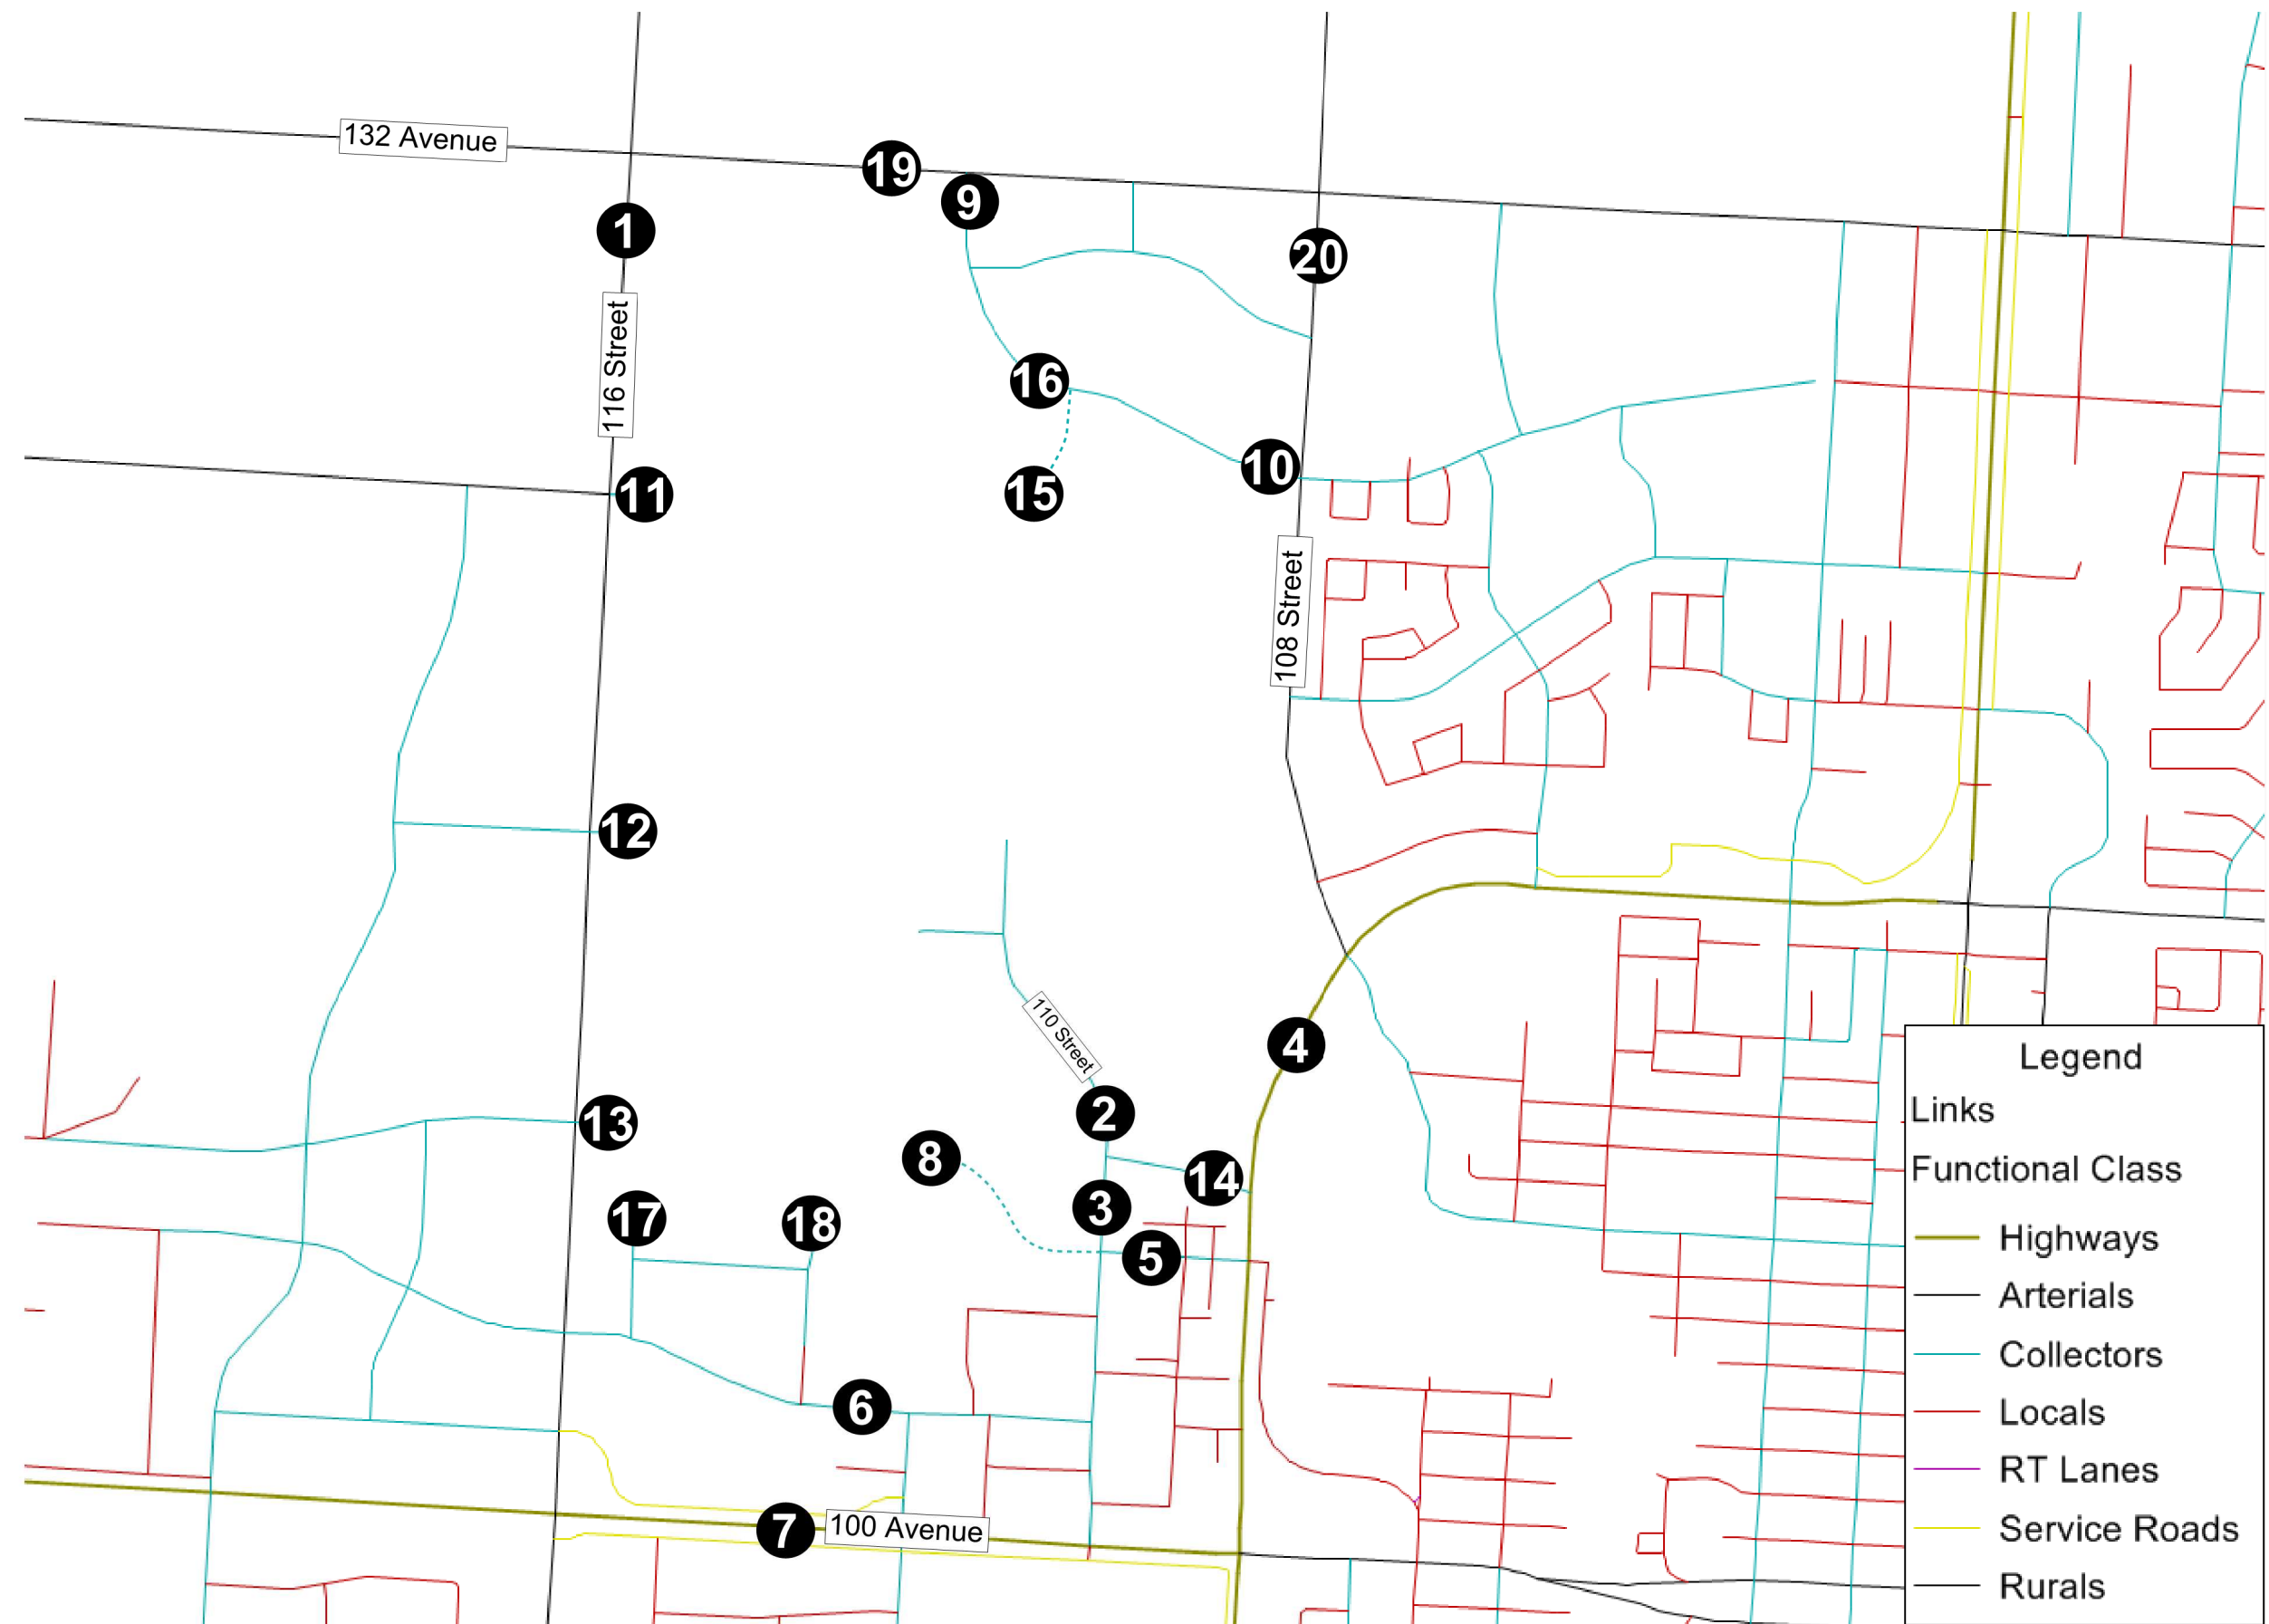 132 Avenue
19
9
1
20
116 Street
16
10
15
11
108 Street
12
110 Street
4
2
13
8
14
17
18
3
5
6
7
100 Avenue
Legend
Links
Functional Class
Highways
Arterials
Collectors
Locals
RT Lanes
Service Roads
Rurals